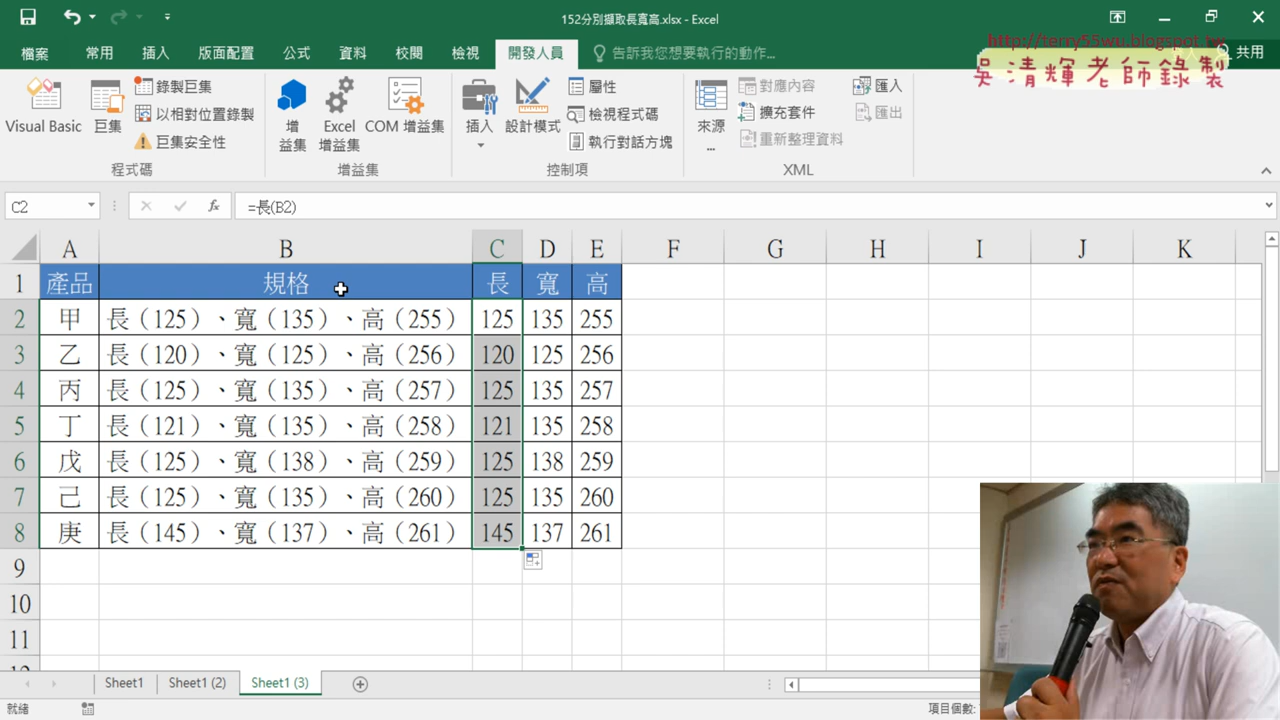 152分別擷取長寬高.xlsx - Excel
http://terry55wu.blogspot.tw
吳清輝老師錄製
檔案 常用 插入 版面配置 公式 資料 校閱 檢視 開發人員 告訴我您想要執行的動作... 共用
Visual Basic 巨集 錄製巨集 以相對位置錄製 巨集安全性
增益集 Excel 增益集 COM 增益集
插入 設計模式 屬性 檢視程式碼 執行對話方塊
來源... 對應內容 擴充套件 重新整理資料 匯入 匯出
程式碼 增益集 控制項 XML
C2 fx =長(B2)
A B C D E F G H I J K
1 產品 規格 長 寬 高
2 甲 長（125）、寬（135）、高（255） 125 135 255
3 乙 長（120）、寬（125）、高（256） 120 125 256
4 丙 長（125）、寬（135）、高（257） 125 135 257
5 丁 長（121）、寬（135）、高（258） 121 135 258
6 戊 長（125）、寬（138）、高（259） 125 138 259
7 己 長（125）、寬（135）、高（260） 125 135 260
8 庚 長（145）、寬（137）、高（261） 145 137 261
9
10
11
Sheet1 Sheet1 (2) Sheet1 (3)
就緒 項目個數: